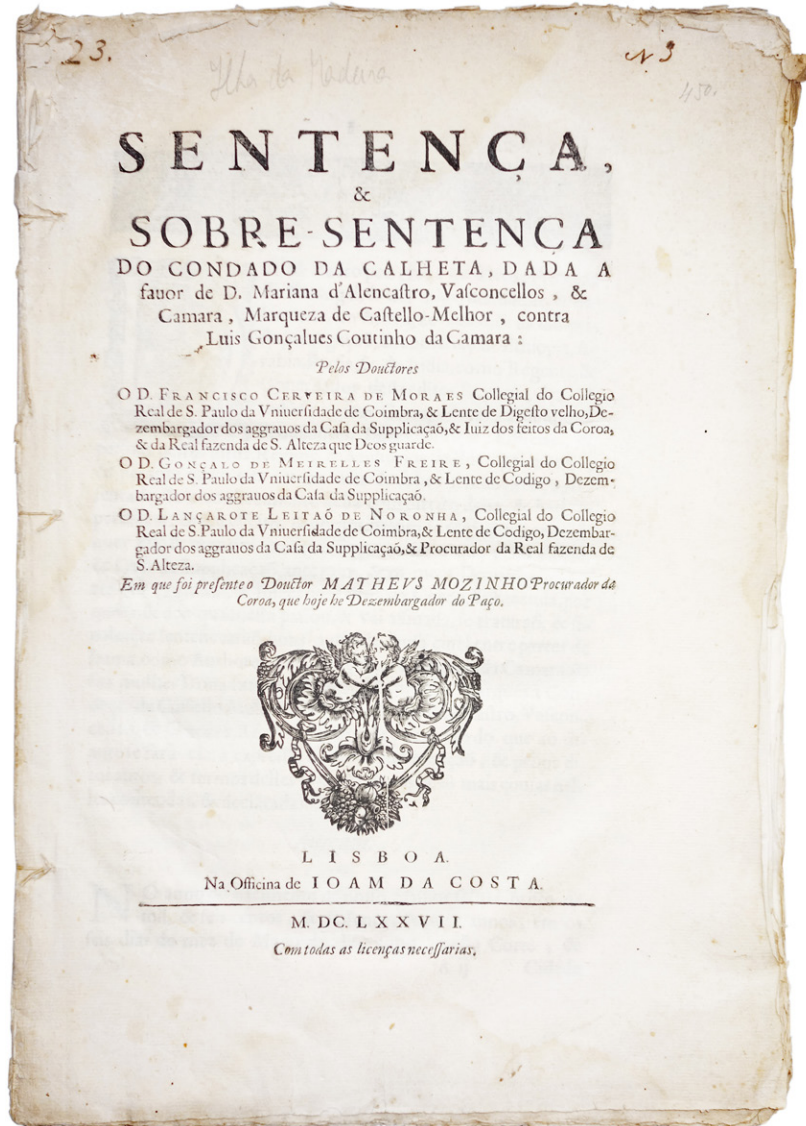 23.
N 3
Ilha da Madeira
450.
SENTENÇA,
&
SOBRE-SENTENÇA
DO CONDADO DA CALHETA, DADA A
fauor de D. Mariana d'Alencaſtro, Vaſconcellos, &
Camara, Marqueza de Caſtello-Melhor, contra
Luis Gonçalues Coutinho da Camara:
Pelos Douctores
O D. FRANCISCO CERVEIRA DE MORAES Collegial do Collegio
Real de S. Paulo da Vniuerſidade de Coimbra, & Lente de Digeſto velho, De-
zembargador dos aggrauos da Caſa da Supplicaçaõ, & Iuiz dos feitos da Coroa,
& da Real fazenda de S. Alteza que Deos guarde.
O D. GONÇALO DE MEIRELLES FREIRE, Collegial do Collegio
Real de S. Paulo da Vniuerſidade de Coimbra, & Lente de Codigo, Dezem-
bargador dos aggrauos da Caſa da Supplicaçaõ.
O D. LANÇAROTE LEITAÕ DE NORONHA, Collegial do Collegio
Real de S. Paulo da Vniuerſidade de Coimbra, & Lente de Codigo, Dezembar-
gador dos aggrauos da Caſa da Supplicaçaõ, & Procurador da Real fazenda de
S. Alteza.
Em que foi preſente o Douctor MATHEVS MOZINHO Procurador da
Coroa, que hoje he Dezembargador do Paço.
LISBOA.
Na Officina de IOAM DA COSTA.
M. DC. LXXVII.
Com todas as licenças neceſſarias.